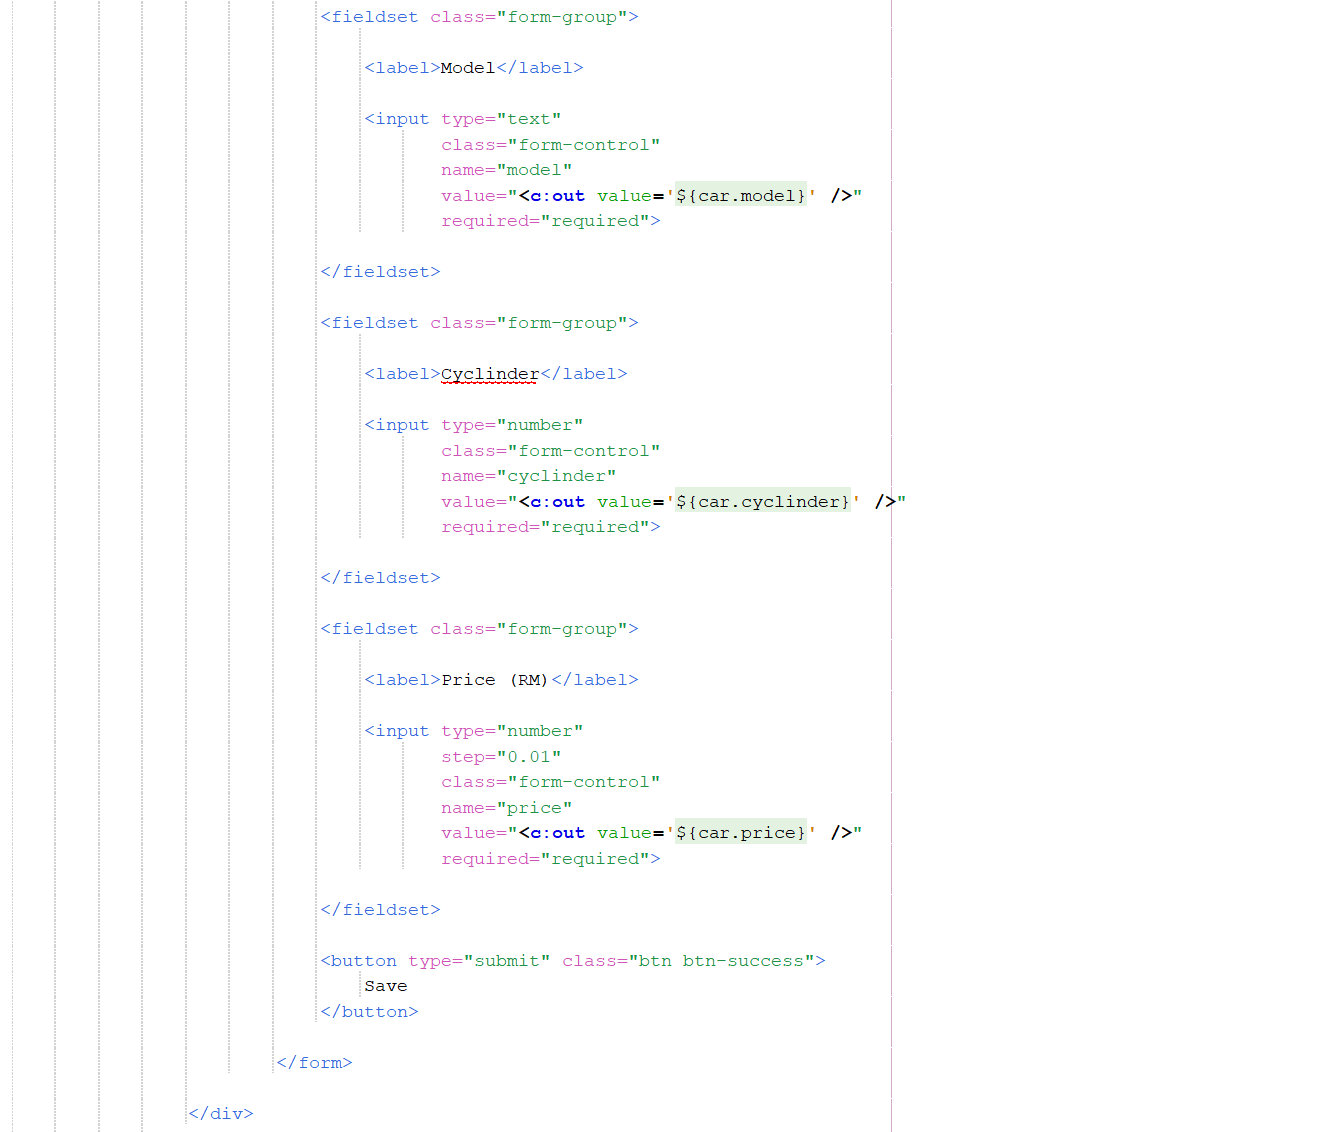 <fieldset class="form-group">
<label>Model</label>
<input type="text"
class="form-control"
name="model"
value="<c:out value='${car.model}' />"
required="required">
</fieldset>
<fieldset class="form-group">
<label>Cyclinder</label>
<input type="number"
class="form-control"
name="cyclinder"
value="<c:out value='${car.cyclinder}' />"
required="required">
</fieldset>
<fieldset class="form-group">
<label>Price (RM)</label>
<input type="number"
step="0.01"
class="form-control"
name="price"
value="<c:out value='${car.price}' />"
required="required">
</fieldset>
<button type="submit" class="btn btn-success">
Save
</button>
</form>
</div>